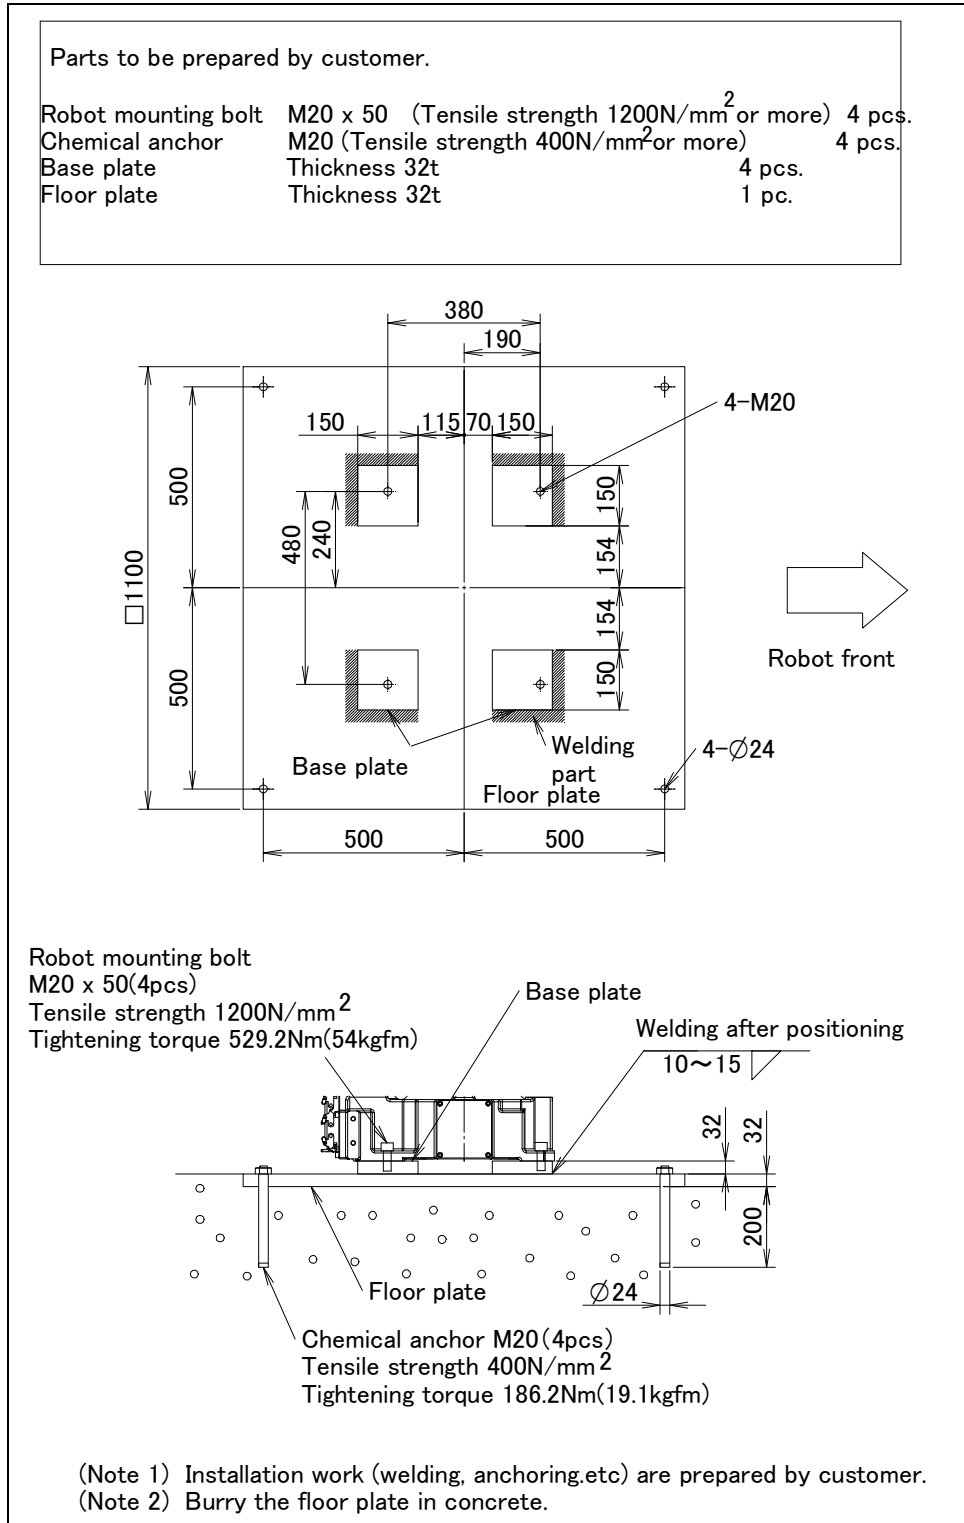 Parts to be prepared by customer.
Robot mounting bolt M20 x 50 (Tensile strength 1200N/mm² or more) 4 pcs.
Chemical anchor M20 (Tensile strength 400N/mm² or more) 4 pcs.
Base plate Thickness 32t 4 pcs.
Floor plate Thickness 32t 1 pc.
380
190
4-M20
150 115 70 150
500
480
240
150
154
□1100
154
150
500
Robot front
Base plate
Welding
part
Floor plate
4-∅24
500 500
Robot mounting bolt
M20 x 50(4pcs)
Tensile strength 1200N/mm²
Tightening torque 529.2Nm(54kgfm)
Base plate
Welding after positioning
10～15
32
32
200
Floor plate
∅24
Chemical anchor M20(4pcs)
Tensile strength 400N/mm²
Tightening torque 186.2Nm(19.1kgfm)
(Note 1) Installation work (welding, anchoring.etc) are prepared by customer.
(Note 2) Burry the floor plate in concrete.